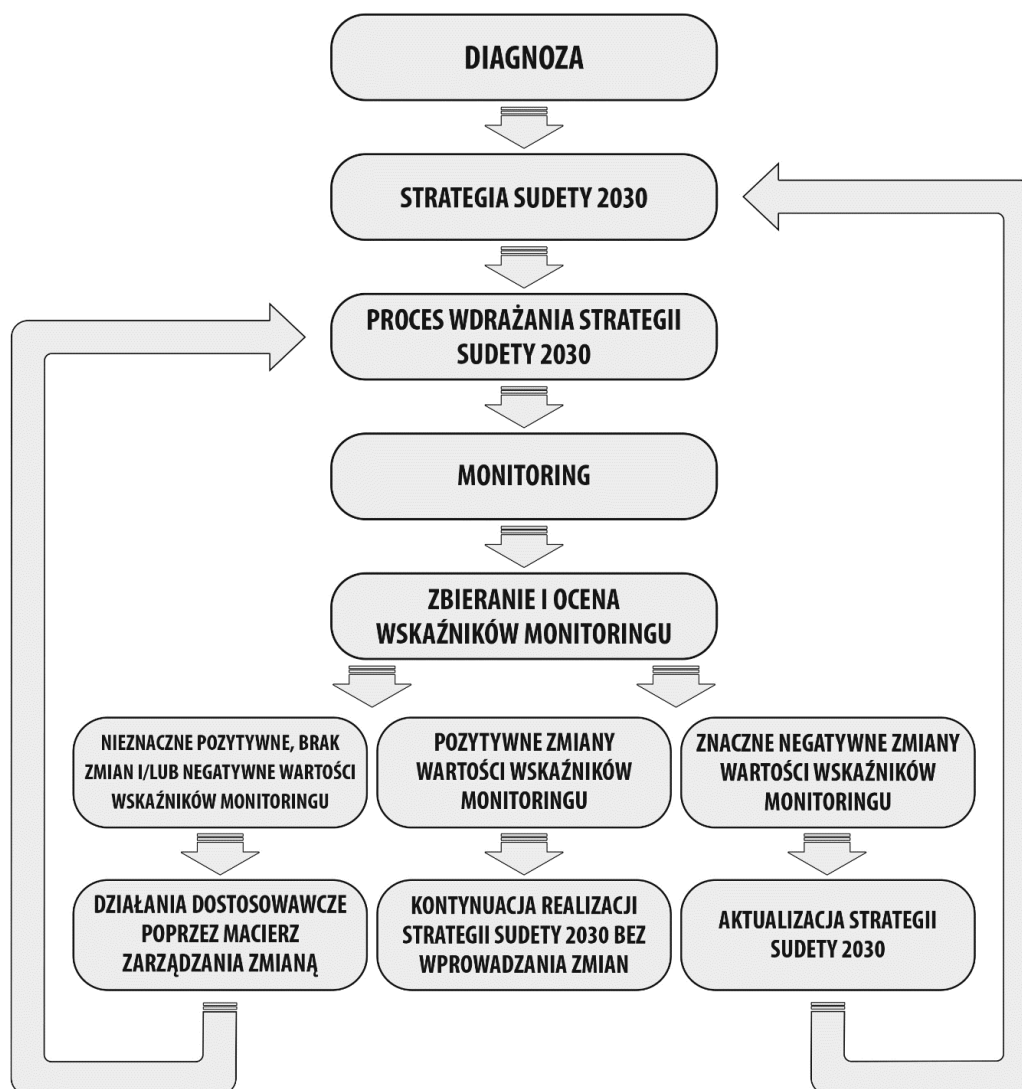 DIAGNOZA
STRATEGIA SUDETY 2030
PROCES WDRAŻANIA STRATEGII
SUDETY 2030
MONITORING
ZBIERANIE I OCENA
WSKAŹNIKÓW MONITORINGU
NIEZNACZNE POZYTYWNE, BRAK
ZMIAN I/LUB NEGATYWNE WARTOŚCI
WSKAŹNIKÓW MONITORINGU
POZYTYWNE ZMIANY
WARTOŚCI WSKAŹNIKÓW
MONITORINGU
ZNACZNE NEGATYWNE ZMIANY
WARTOŚCI WSKAŹNIKÓW
MONITORINGU
DZIAŁANIA DOSTOSOWAWCZE
POPRZEZ MACIERZ
ZARZĄDZANIA ZMIANĄ
KONTYNUACJA REALIZACJI
STRATEGII SUDETY 2030 BEZ
WPROWADZANIA ZMIAN
AKTUALIZACJA STRATEGII
SUDETY 2030